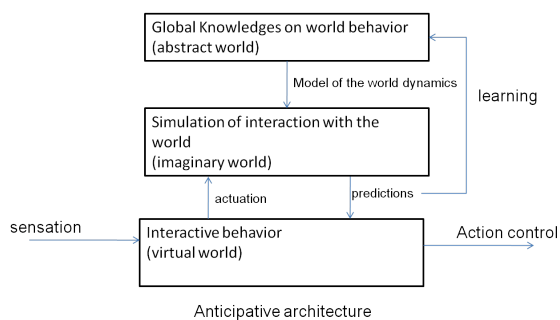 Global Knowledges on world behavior
(abstract world)
Model of the world dynamics
learning
Simulation of interaction with the
world
(imaginary world)
actuation
predictions
sensation
Interactive behavior
(virtual world)
Action control
Anticipative architecture